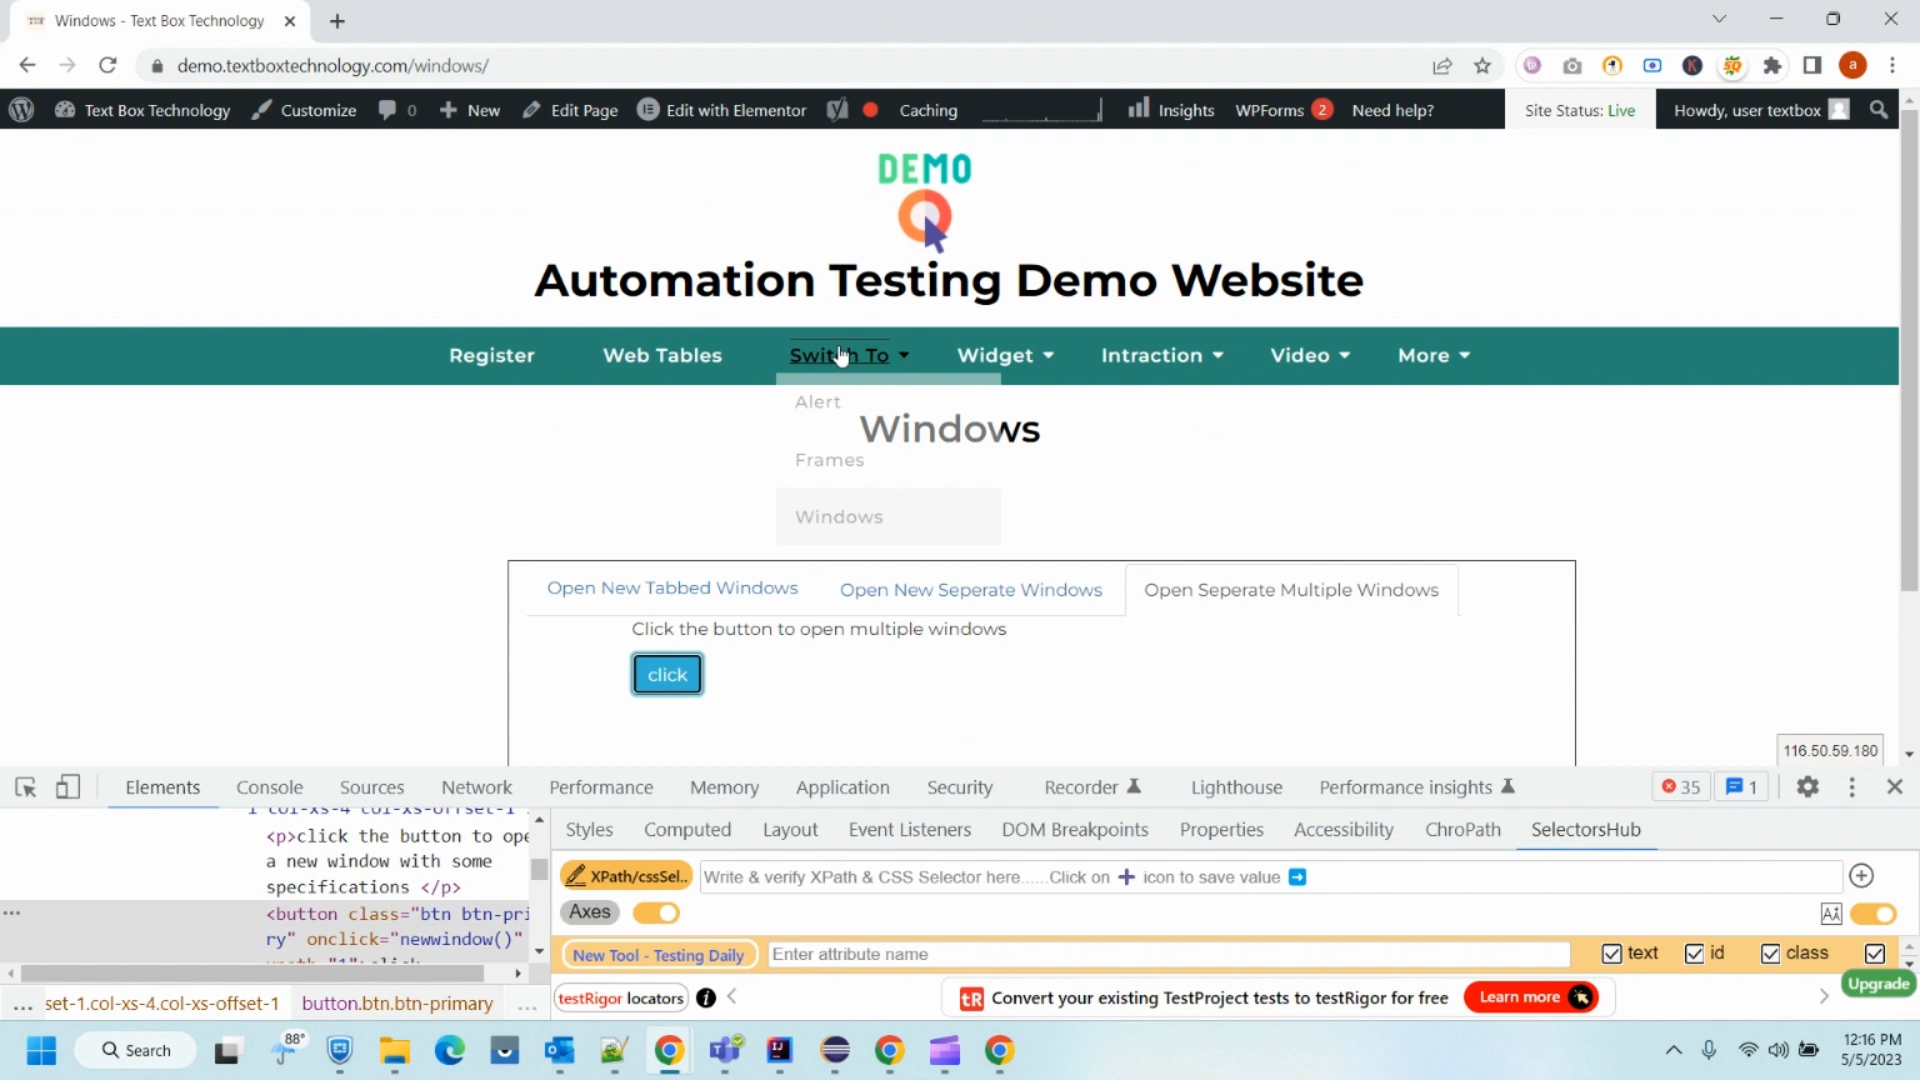 Windows - Text Box Technology
demo.textboxtechnology.com/windows/
a
Text Box Technology Customize 0 New Edit Page Edit with Elementor Caching Insights WPForms 2 Need help? Site Status: Live Howdy, user textbox
DEMO
Automation Testing Demo Website
Register Web Tables Switch To Widget Intraction Video More
Alert
Windows
Frames
Windows
Open New Tabbed Windows Open New Seperate Windows Open Seperate Multiple Windows
Click the button to open multiple windows
click
116.50.59.180
Elements Console Sources Network Performance Memory Application Security Recorder Lighthouse Performance insights 35 1
Styles Computed Layout Event Listeners DOM Breakpoints Properties Accessibility ChroPath SelectorsHub
1 col-xs-4 col-xs-offset-1
<p>click the button to ope
a new window with some
specifications </p>
<button class="btn btn-pri
ry" onclick="newwindow()"
XPath/cssSel.. Write & verify XPath & CSS Selector here......Click on + icon to save value
Axes
New Tool - Testing Daily Enter attribute name text id class
... set-1.col-xs-4.col-xs-offset-1 button.btn.btn-primary ...
testRigor locators i tR Convert your existing TestProject tests to testRigor for free Learn more Upgrade
Search 88° 12:16 PM
5/5/2023